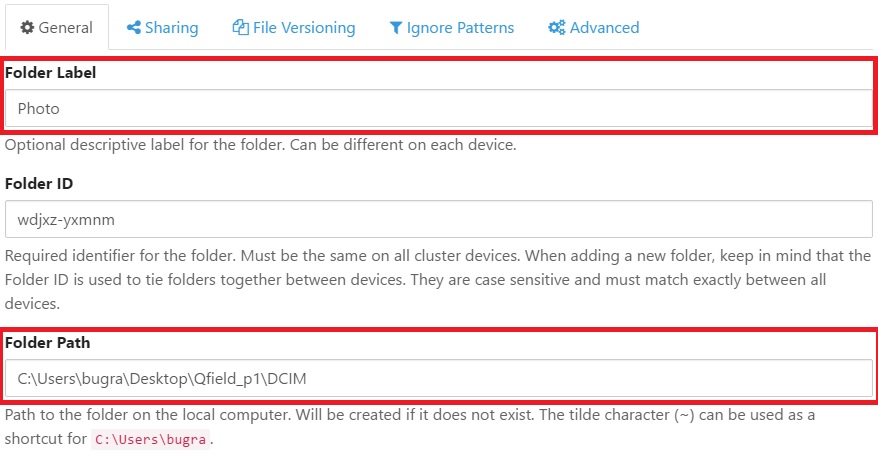 General Sharing File Versioning Ignore Patterns Advanced
Folder Label
Photo
Optional descriptive label for the folder. Can be different on each device.
Folder ID
wdjxz-yxmnm
Required identifier for the folder. Must be the same on all cluster devices. When adding a new folder, keep in mind that the
Folder ID is used to tie folders together between devices. They are case sensitive and must match exactly between all
devices.
Folder Path
C:\Users\bugra\Desktop\Qfield_p1\DCIM
Path to the folder on the local computer. Will be created if it does not exist. The tilde character (~) can be used as a
shortcut for C:\Users\bugra.